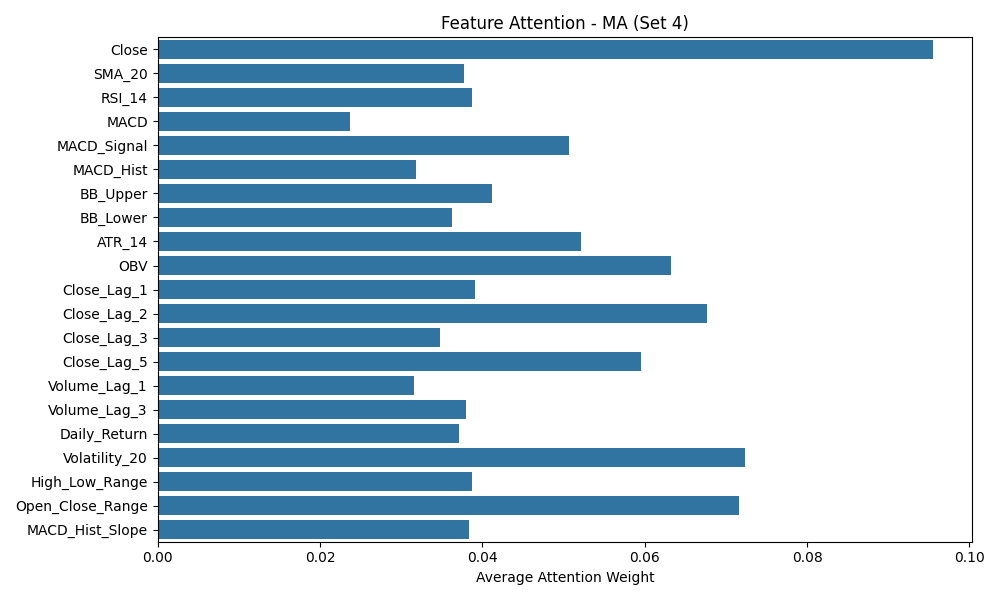 Feature Attention - MA (Set 4)
Close
SMA_20
RSI_14
MACD
MACD_Signal
MACD_Hist
BB_Upper
BB_Lower
ATR_14
OBV
Close_Lag_1
Close_Lag_2
Close_Lag_3
Close_Lag_5
Volume_Lag_1
Volume_Lag_3
Daily_Return
Volatility_20
High_Low_Range
Open_Close_Range
MACD_Hist_Slope
0.00 0.02 0.04 0.06 0.08 0.10
Average Attention Weight